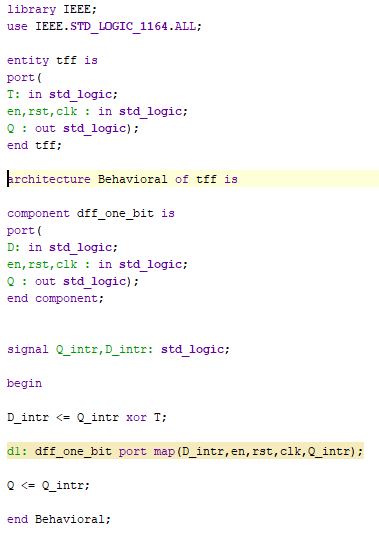 library IEEE;
use IEEE.STD_LOGIC_1164.ALL;
entity tff is
port(
T: in std_logic;
en,rst,clk : in std_logic;
Q : out std_logic);
end tff;
architecture Behavioral of tff is
component dff_one_bit is
port(
D: in std_logic;
en,rst,clk : in std_logic;
Q : out std_logic);
end component;
signal Q_intr,D_intr: std_logic;
begin
D_intr <= Q_intr xor T;
d1: dff_one_bit port map(D_intr,en,rst,clk,Q_intr);
Q <= Q_intr;
end Behavioral;